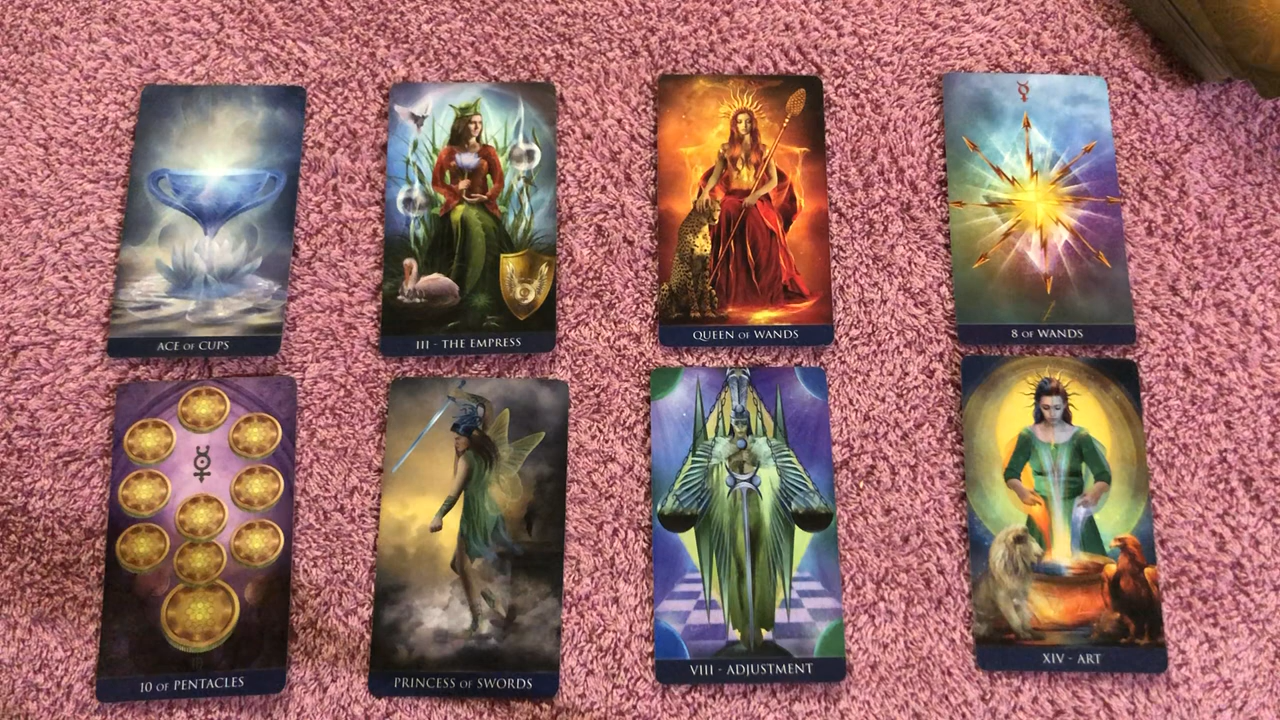 ACE OF CUPS
III - THE EMPRESS
QUEEN OF WANDS
8 OF WANDS
10 OF PENTACLES
PRINCESS OF SWORDS
VIII - ADJUSTMENT
XIV - ART